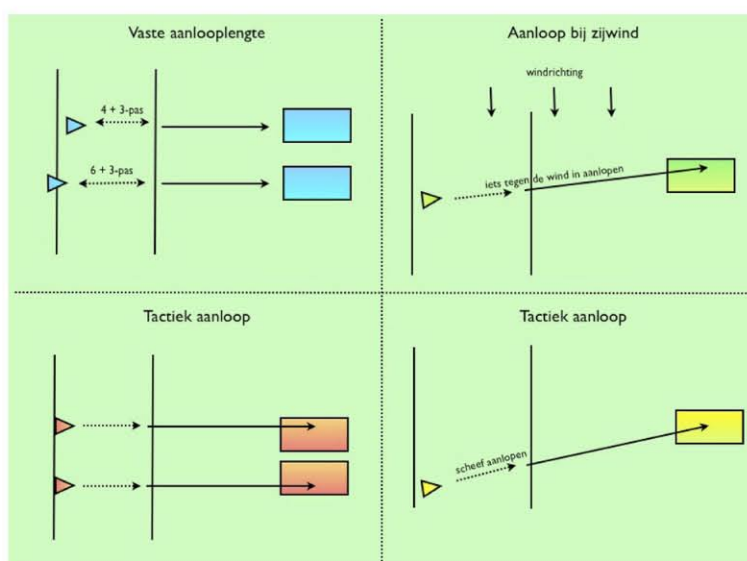 Vaste aanlooplengte
4 + 3-pas
6 + 3-pas
Aanloop bij zijwind
windrichting
iets tegen de wind in aanlopen
Tactiek aanloop
Tactiek aanloop
scheef aanlopen